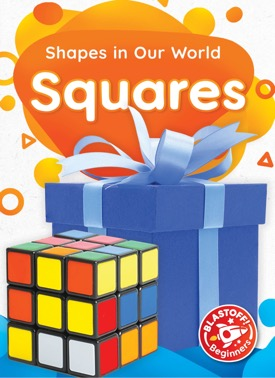 Shapes in Our World
Squares
BLASTOFF!
Beginners